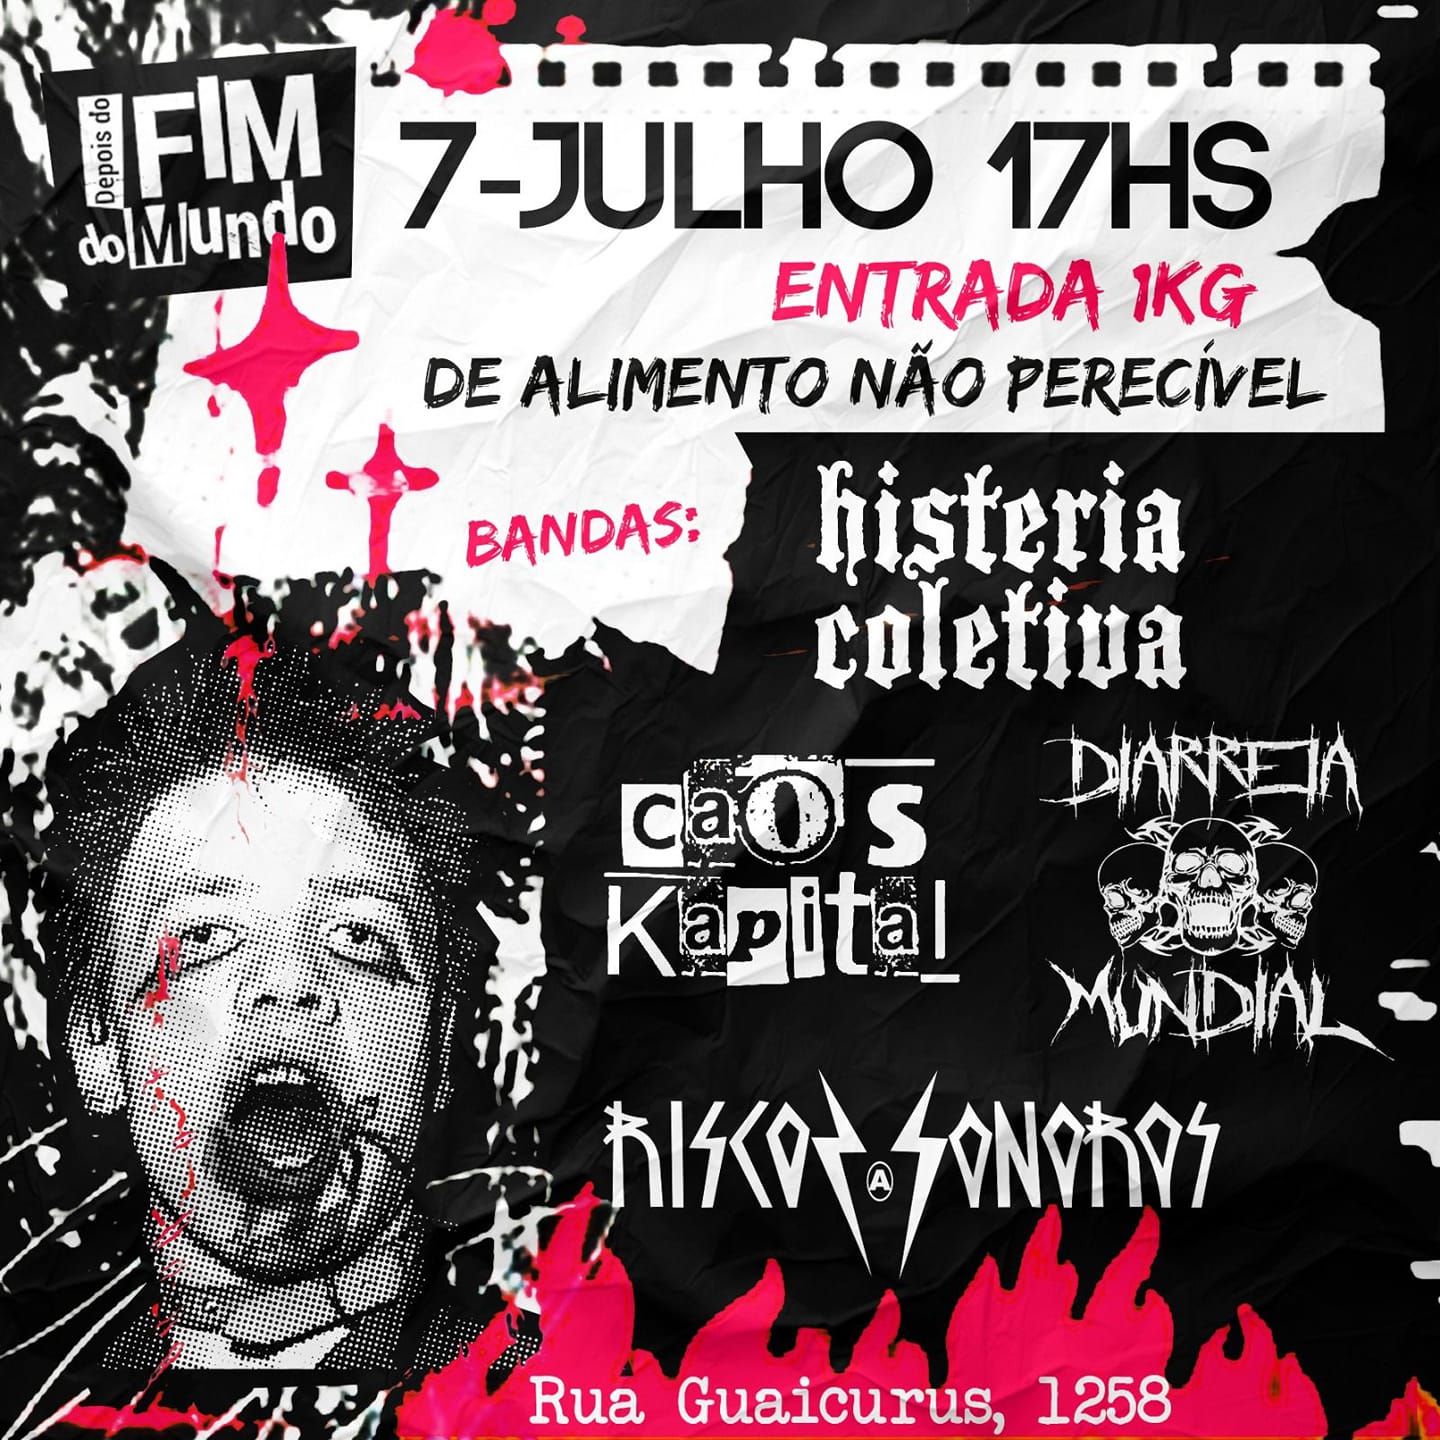 Depois do
FIM
do Mundo
7-JULHO 17HS
ENTRADA 1KG
DE ALIMENTO NÃO PERECÍVEL
BANDAS:
histeria
coletiva
caOs
Kapital
DIARREIA
MUNDIAL
RISCOS SONOROS
A
Rua Guaicurus, 1258